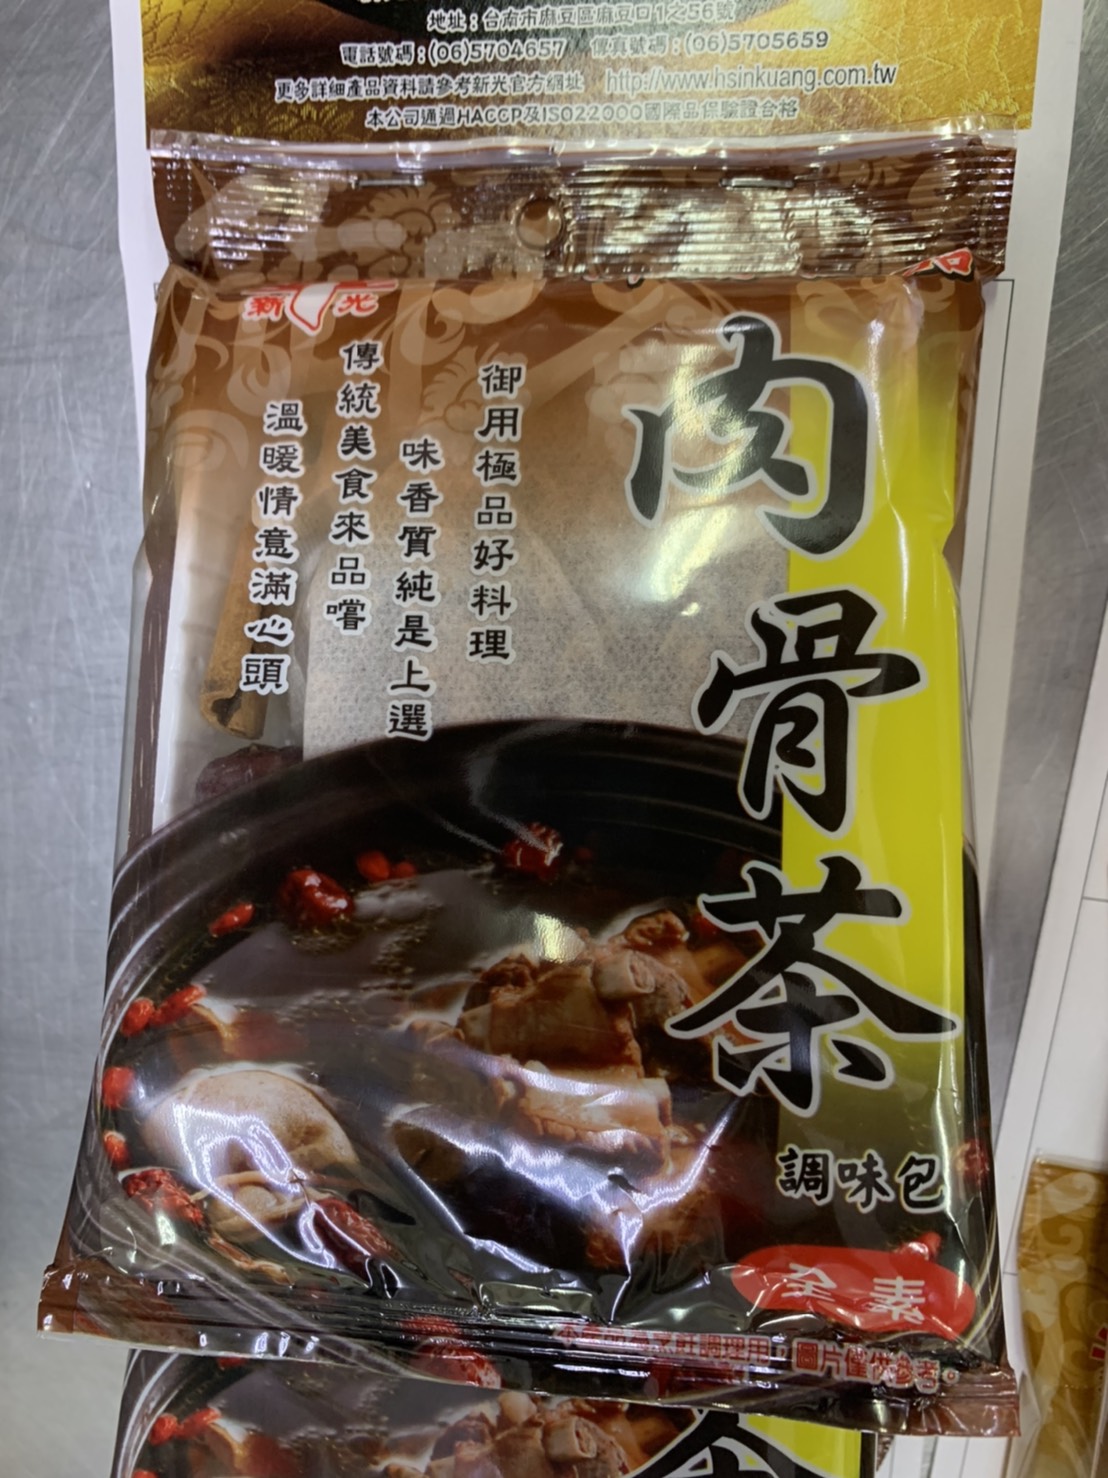 地址：台南市麻豆區麻豆口1之56號
電話號碼：(06)5704657　傳真號碼：(06)5705659
更多詳細產品資料請參考新光官方網址　http://www.hsinkuang.com.tw
本公司通過HACCP及ISO22000國際品保驗證合格
新光
肉骨茶
調味包
御用極品好料理
味香質純是上選
傳統美食來品嚐
溫暖情意滿心頭
全素
調理用，圖片僅供參考。
茶